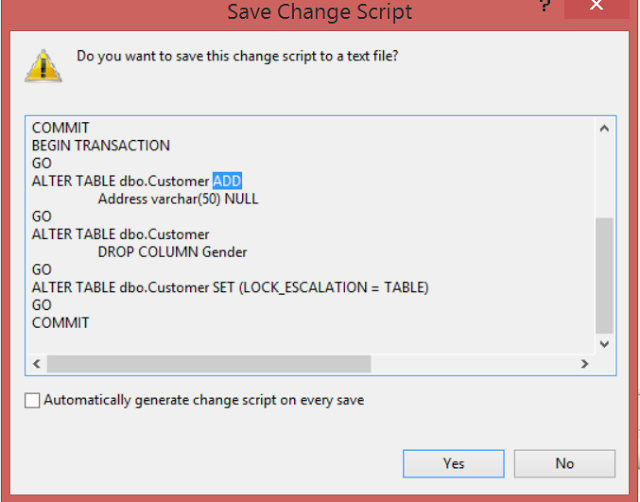 Save Change Script
?
Do you want to save this change script to a text file?
COMMIT
BEGIN TRANSACTION
GO
ALTER TABLE dbo.Customer ADD
Address varchar(50) NULL
GO
ALTER TABLE dbo.Customer
DROP COLUMN Gender
GO
ALTER TABLE dbo.Customer SET (LOCK_ESCALATION = TABLE)
GO
COMMIT
Automatically generate change script on every save
Yes No